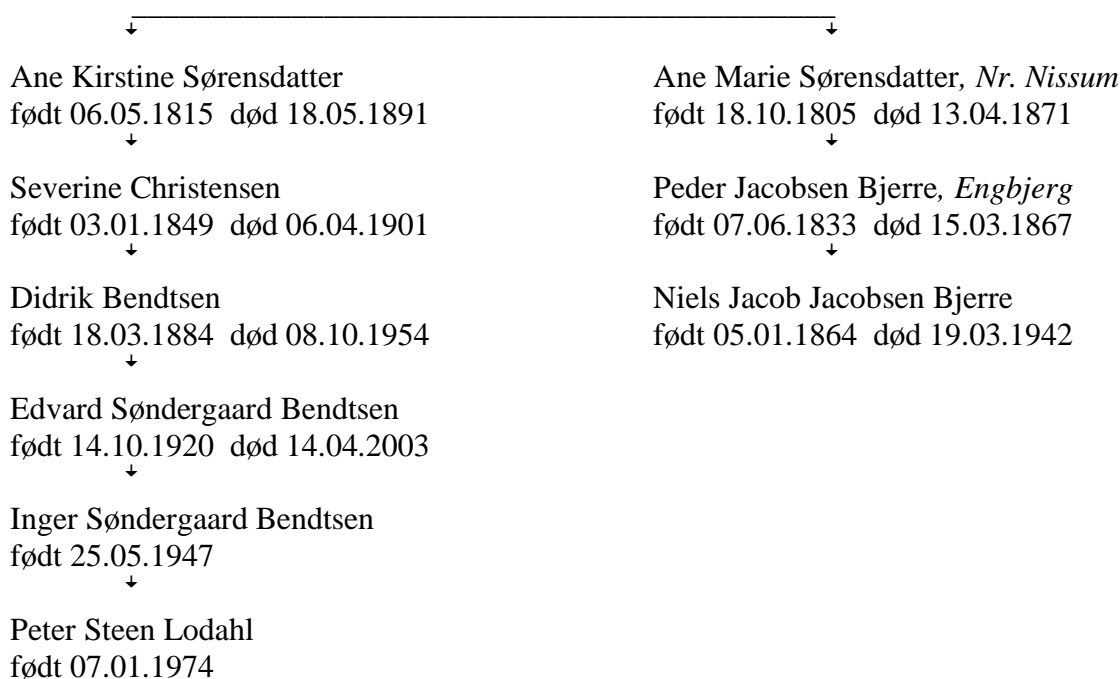 Ane Kirstine Sørensdatter
født 06.05.1815 død 18.05.1891
Severine Christensen
født 03.01.1849 død 06.04.1901
Didrik Bendtsen
født 18.03.1884 død 08.10.1954
Edvard Søndergaard Bendtsen
født 14.10.1920 død 14.04.2003
Inger Søndergaard Bendtsen
født 25.05.1947
Peter Steen Lodahl
født 07.01.1974
Ane Marie Sørensdatter, Nr. Nissum
født 18.10.1805 død 13.04.1871
Peder Jacobsen Bjerre, Engbjerg
født 07.06.1833 død 15.03.1867
Niels Jacob Jacobsen Bjerre
født 05.01.1864 død 19.03.1942